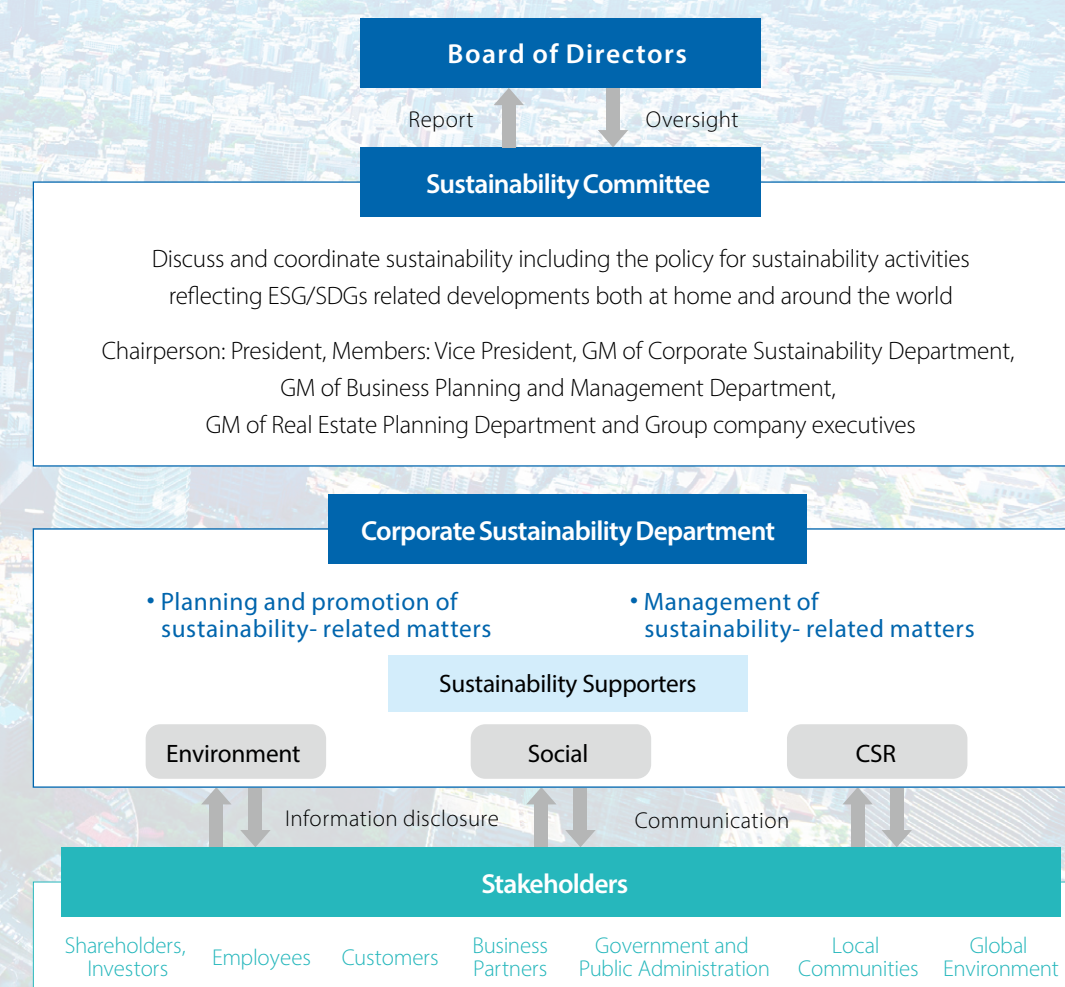 Board of Directors
Report
Oversight
Sustainability Committee
Discuss and coordinate sustainability including the policy for sustainability activities
reflecting ESG/SDGs related developments both at home and around the world
Chairperson: President, Members: Vice President, GM of Corporate Sustainability Department,
GM of Business Planning and Management Department,
GM of Real Estate Planning Department and Group company executives
Corporate Sustainability Department
• Planning and promotion of
sustainability- related matters
• Management of
sustainability- related matters
Sustainability Supporters
Environment
Social
CSR
Information disclosure
Communication
Stakeholders
Shareholders,
Investors
Employees
Customers
Business
Partners
Government and
Public Administration
Local
Communities
Global
Environment